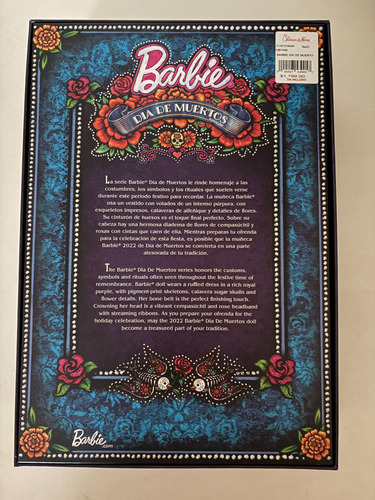 Barbie
DÍA DE MUERTOS
$1,799.00
La serie Barbie® Día de Muertos le rinde homenaje a las
costumbres, los símbolos y los rituales que suelen verse
durante este periodo festivo para recordar. La muñeca Barbie®
usa un vestido con volados de un intenso púrpura, con
esqueletos impresos, calaveras de alfeñique y detalles de flores.
Su cinturón de huesos es el toque final perfecto. Sobre su
cabeza hay una hermosa diadema de flores de cempasúchil y
rosas con cintas que caen de ella. Mientras preparas tu ofrenda
para la celebración de esta fiesta, es posible que la muñeca
Barbie® 2022 de Día de Muertos se convierta en una parte
atesorada de tu tradición.
The Barbie® Día De Muertos series honors the customs,
symbols and rituals often seen throughout the festive time of
remembrance. Barbie® doll wears a ruffled dress in a rich royal
purple, with pigment-print skeletons, calavera sugar skulls and
flower details. Her bone belt is the perfect finishing touch.
Crowning her head is a vibrant cempasúchil and rose headband
with streaming ribbons. As you prepare your ofrenda for the
holiday celebration, may the 2022 Barbie® Día De Muertos doll
become a treasured part of your tradition.
Barbie
.com